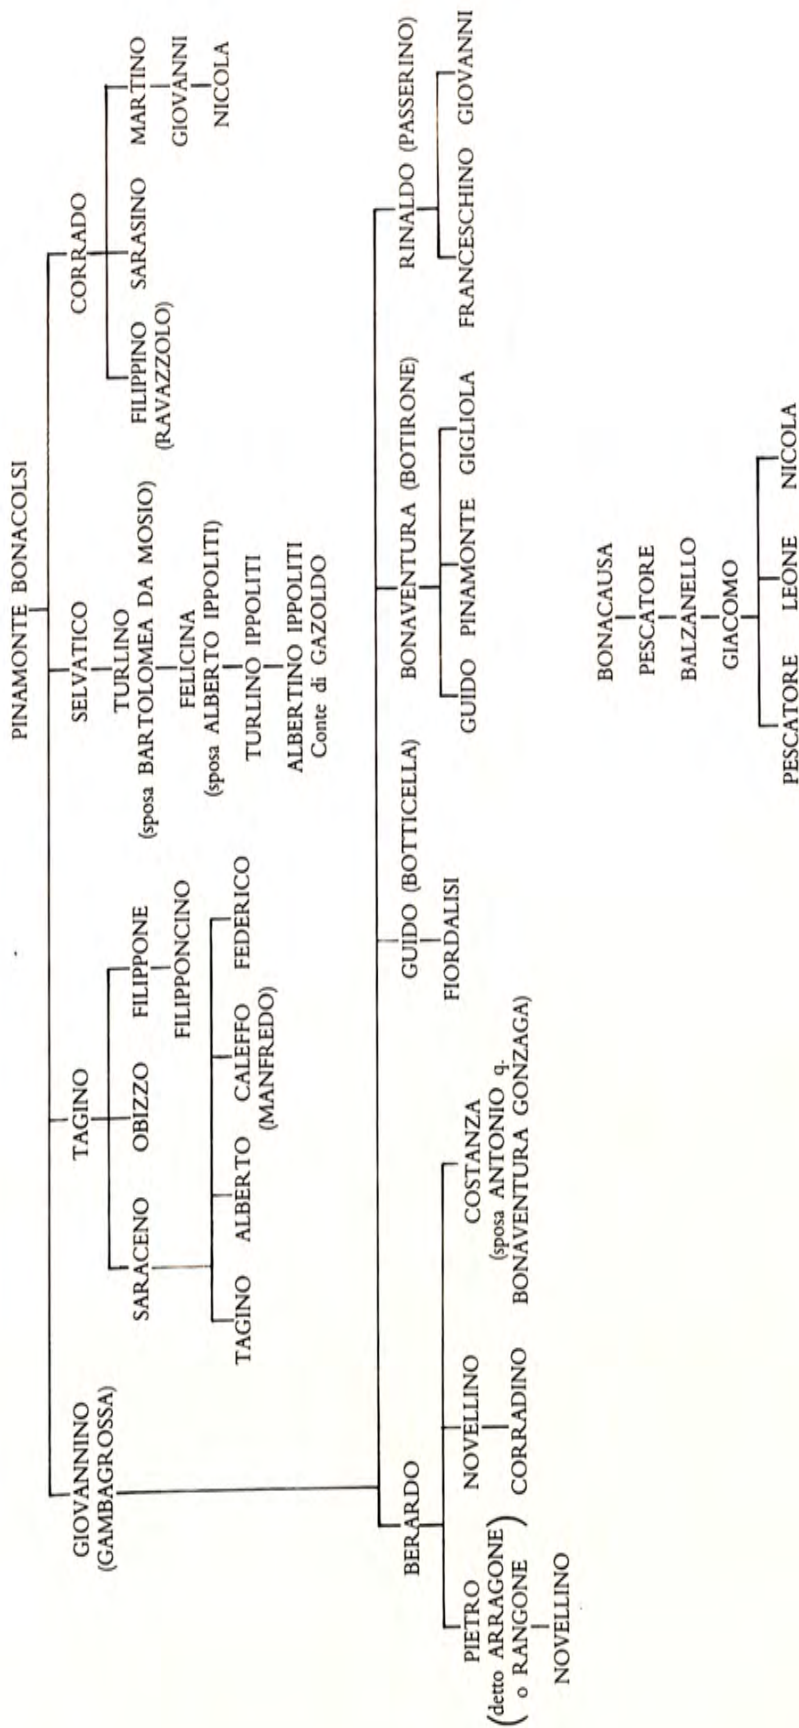 PINAMONTE BONACOLSI
GIOVANNINO
(GAMBAGROSSA)
TAGINO
SELVATICO
CORRADO
SARACENO
OBIZZO
FILIPPONE
FILIPPONCINO
TAGINO
ALBERTO
CALEFFO
(MANFREDO)
FEDERICO
TURLINO
(sposa BARTOLOMEA DA MOSIO)
FELICINA
(sposa ALBERTO IPPOLITI)
TURLINO IPPOLITI
ALBERTINO IPPOLITI
Conte di GAZOLDO
FILIPPINO
(RAVAZZOLO)
SARASINO
MARTINO
GIOVANNI
NICOLA
BERARDO
GUIDO (BOTTICELLA)
BONAVENTURA (BOTIRONE)
RINALDO (PASSERINO)
PIETRO
(detto ARRAGONE
o RANGONE)
NOVELLINO
NOVELLINO
CORRADINO
COSTANZA
(sposa ANTONIO q.
BONAVENTURA GONZAGA)
FIORDALISI
GUIDO
PINAMONTE
GIGLIOLA
FRANCESCHINO
GIOVANNI
BONACAUSA
PESCATORE
BALZANELLO
GIACOMO
PESCATORE
LEONE
NICOLA